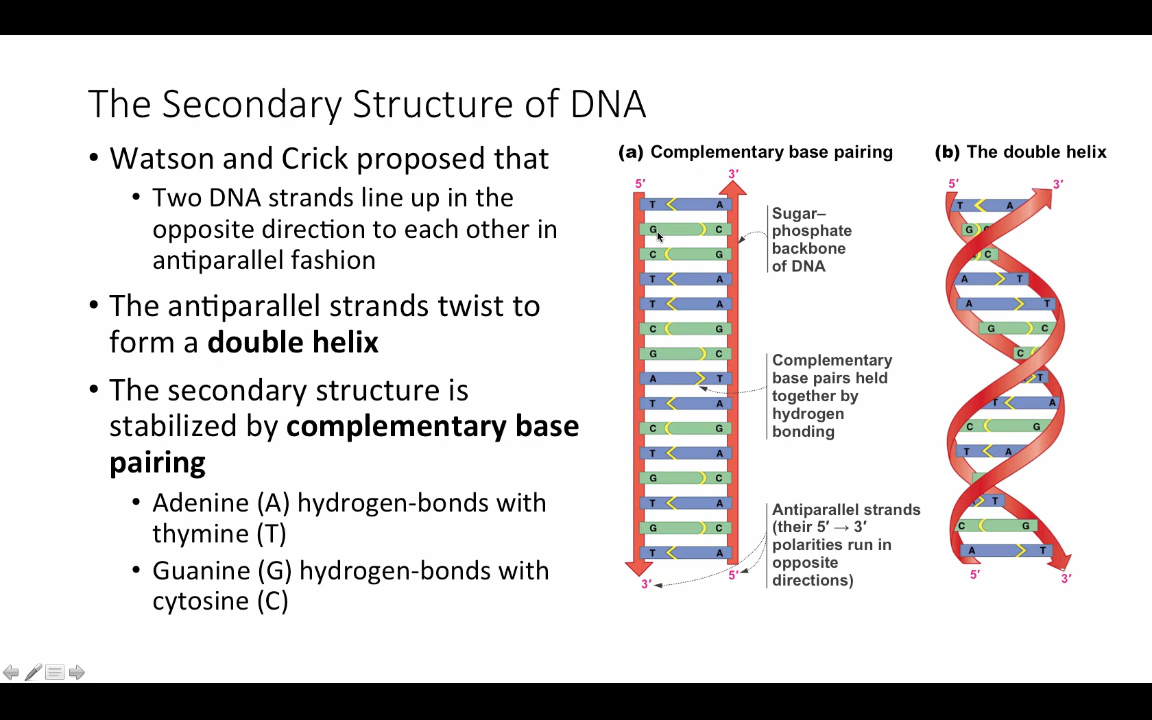 The Secondary Structure of DNA
• Watson and Crick proposed that
• Two DNA strands line up in the
opposite direction to each other in
antiparallel fashion
• The antiparallel strands twist to
form a double helix
• The secondary structure is
stabilized by complementary base
pairing
• Adenine (A) hydrogen-bonds with
thymine (T)
• Guanine (G) hydrogen-bonds with
cytosine (C)
(a) Complementary base pairing
5′ 3′
T A
G C
C G
T A
T A
C G
G C
A T
T A
C G
T A
G C
T A
G C
T A
3′ 5′
Sugar–
phosphate
backbone
of DNA
Complementary
base pairs held
together by
hydrogen
bonding
Antiparallel strands
(their 5′ → 3′
polarities run in
opposite
directions)
(b) The double helix
5′ 3′
T A
G C
C
A T
A T
G C
C
T
T A
C G
T A
T
C G
A T
5′ 3′